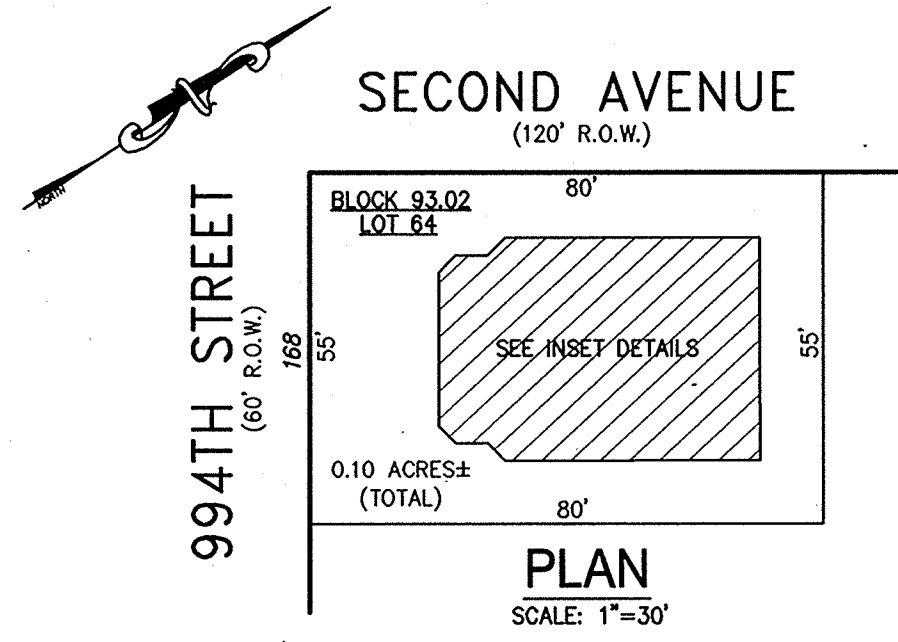 NORTH
SECOND AVENUE
(120' R.O.W.)
80'
BLOCK 93.02
LOT 64
994TH STREET
(60' R.O.W.)
168
55'
SEE INSET DETAILS
55'
0.10 ACRES±
(TOTAL)
80'
PLAN
SCALE: 1"=30'